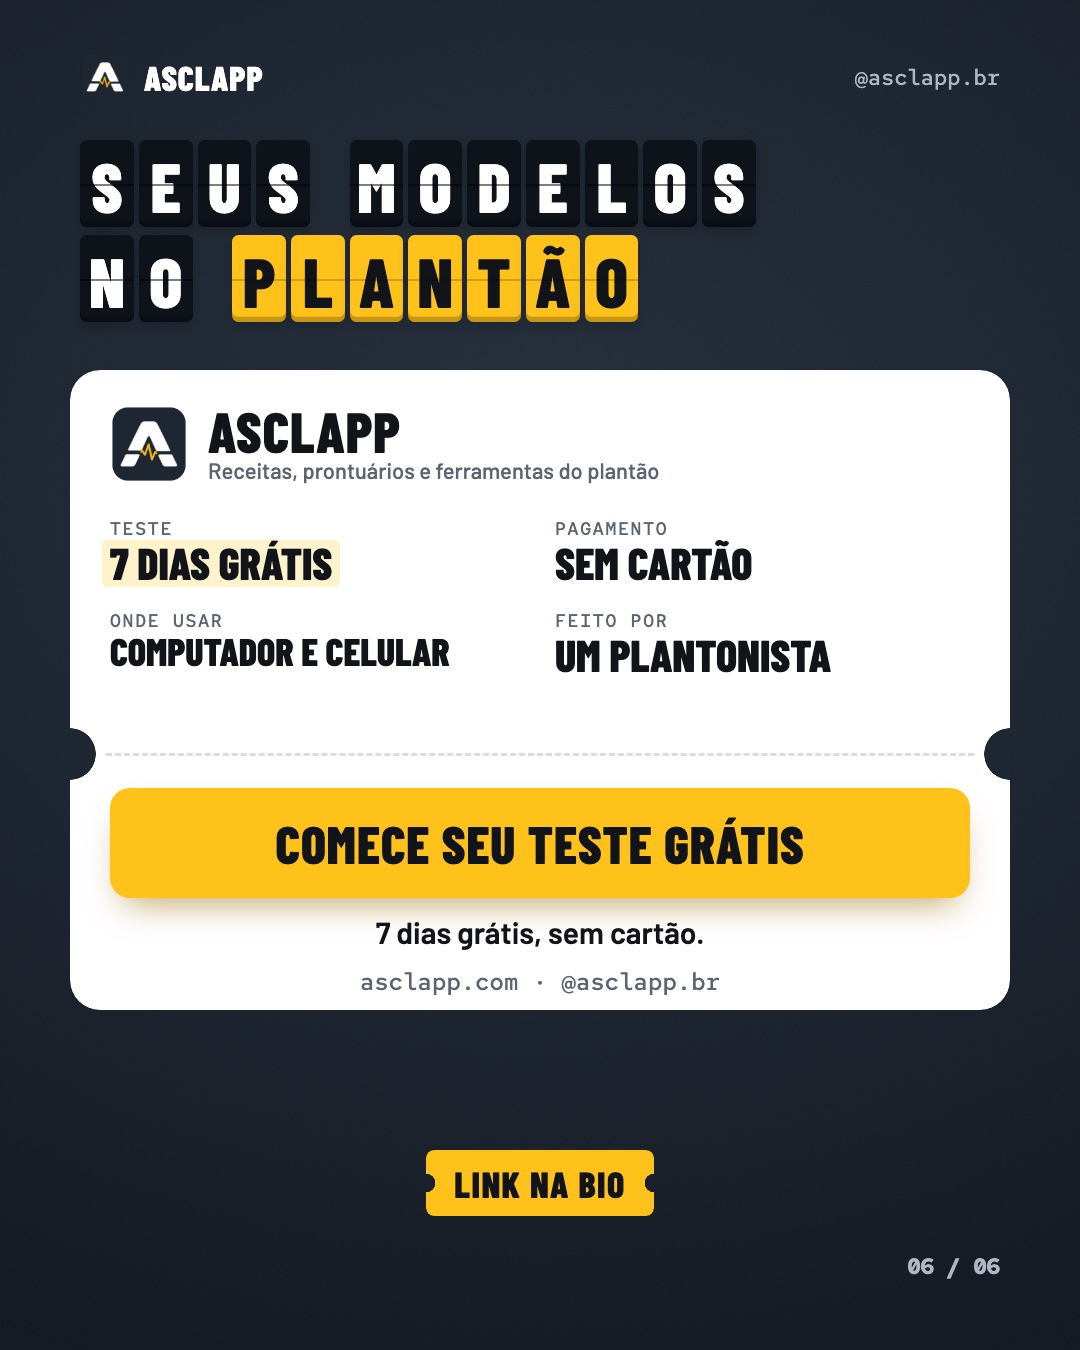 ASCLAPP
@asclapp.br
SEUS MODELOS
NO PLANTÃO
ASCLAPP
Receitas, prontuários e ferramentas do plantão
TESTE
7 DIAS GRÁTIS
PAGAMENTO
SEM CARTÃO
ONDE USAR
COMPUTADOR E CELULAR
FEITO POR
UM PLANTONISTA
COMECE SEU TESTE GRÁTIS
7 dias grátis, sem cartão.
asclapp.com · @asclapp.br
LINK NA BIO
06 / 06